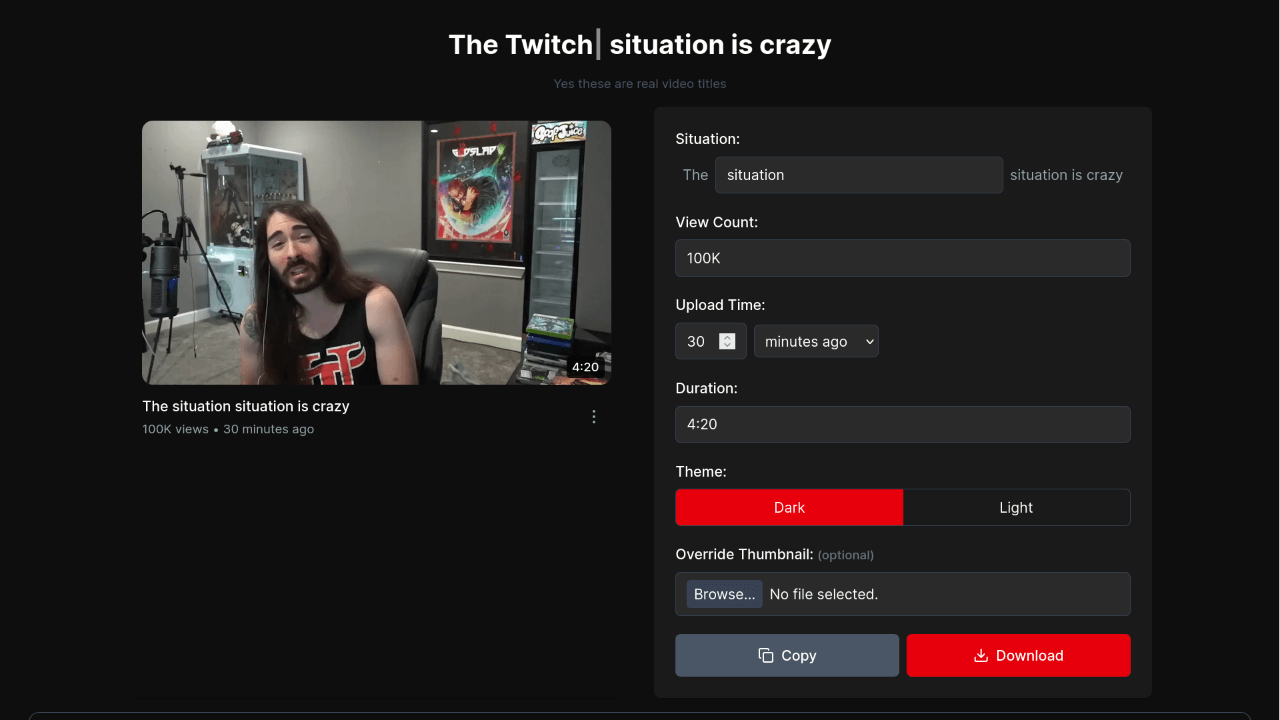 The Twitch| situation is crazy
Yes these are real video titles
GODSLAP
GoopJuice
4:20
The situation situation is crazy
100K views • 30 minutes ago
Situation:
The situation situation is crazy
View Count:
100K
Upload Time:
30 minutes ago
Duration:
4:20
Theme:
Dark Light
Override Thumbnail: (optional)
Browse... No file selected.
Copy Download